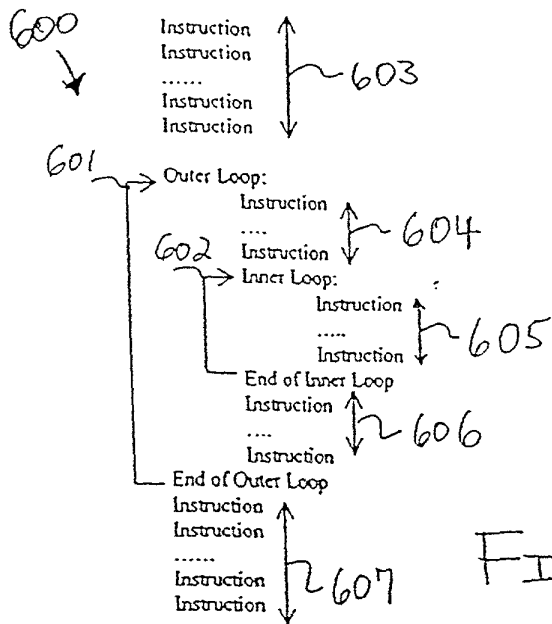 600
Instruction
Instruction
......
Instruction
Instruction
603
601
Outer Loop:
Instruction
....
Instruction
604
602
Inner Loop:
Instruction
.....
Instruction
605
End of Inner Loop
Instruction
....
Instruction
606
End of Outer Loop
Instruction
Instruction
......
Instruction
Instruction
607